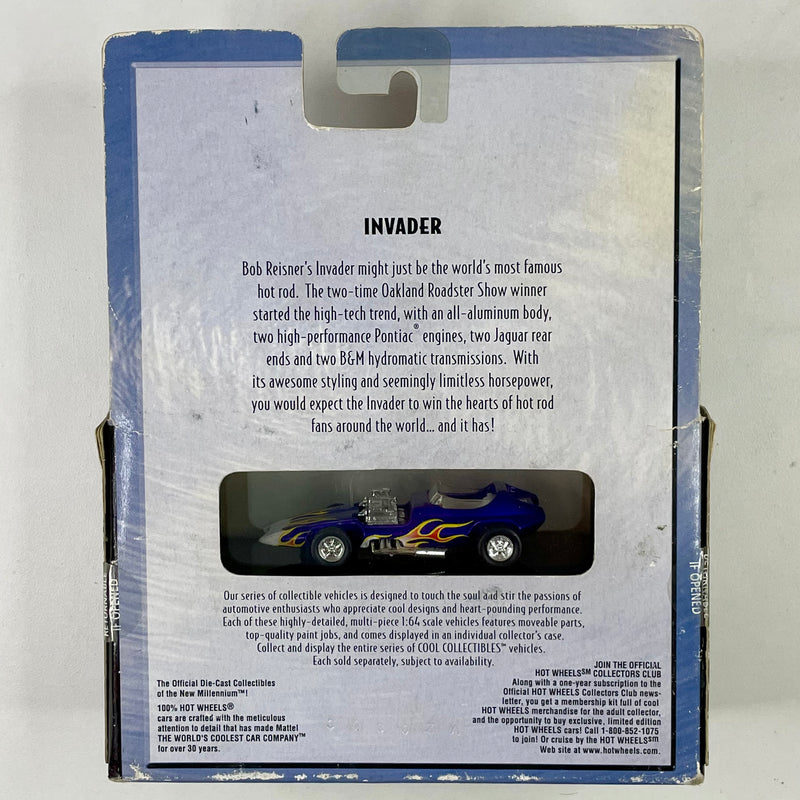 INVADER
Bob Reisner's Invader might just be the world's most famous
hot rod. The two-time Oakland Roadster Show winner
started the high-tech trend, with an all-aluminum body,
two high-performance Pontiac® engines, two Jaguar rear
ends and two B&M hydromatic transmissions. With
its awesome styling and seemingly limitless horsepower,
you would expect the Invader to win the hearts of hot rod
fans around the world... and it has!
Our series of collectible vehicles is designed to touch the soul and stir the passions of
automotive enthusiasts who appreciate cool designs and heart-pounding performance.
Each of these highly-detailed, multi-piece 1:64 scale vehicles features moveable parts,
top-quality paint jobs, and comes displayed in an individual collector's case.
Collect and display the entire series of COOL COLLECTIBLES™ vehicles.
Each sold separately, subject to availability.
The Official Die-Cast Collectibles
of the New Millennium™!
100% HOT WHEELS®
cars are crafted with the meticulous
attention to detail that has made Mattel
THE WORLD'S COOLEST CAR COMPANY™
for over 30 years.
JOIN THE OFFICIAL
HOT WHEELS℠ COLLECTORS CLUB
Along with a one-year subscription to the
Official HOT WHEELS Collectors Club news-
letter, you get a membership kit full of cool
HOT WHEELS merchandise for the adult collector,
and the opportunity to buy exclusive, limited edition
HOT WHEELS cars! Call 1-800-852-1075
to join! Or cruise by the HOT WHEELS℠
Web site at www.hotwheels.com.
IF OPENED
IF OPENED